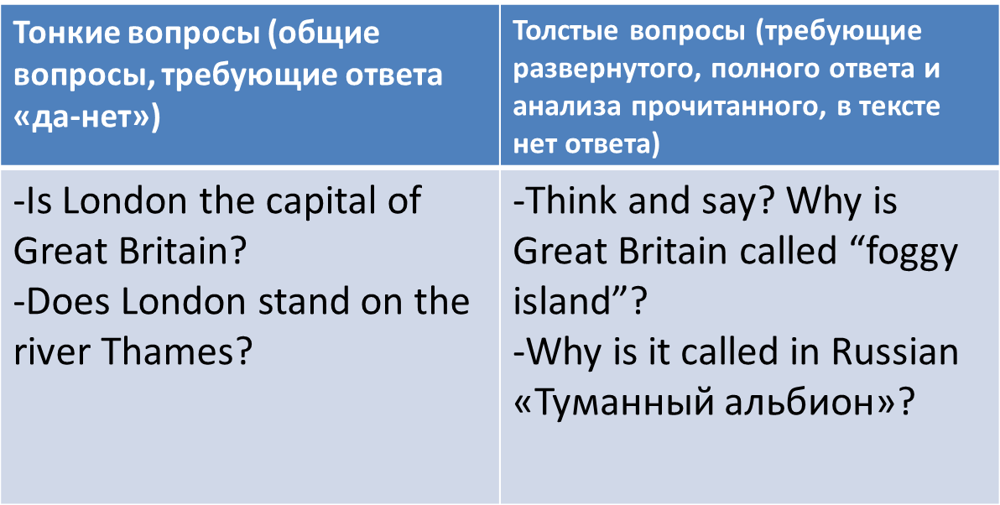 Тонкие вопросы (общие
вопросы, требующие ответа
«да-нет»)
Толстые вопросы (требующие
развернутого, полного ответа и
анализа прочитанного, в тексте
нет ответа)
-Is London the capital of
Great Britain?
-Does London stand on the
river Thames?
-Think and say? Why is
Great Britain called “foggy
island”?
-Why is it called in Russian
«Туманный альбион»?